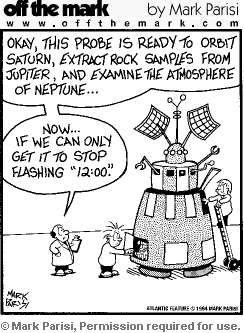 off the mark by Mark Parisi
www.offthemark.com
OKAY, THIS PROBE IS READY TO ORBIT
SATURN, EXTRACT ROCK SAMPLES FROM
JUPITER, AND EXAMINE THE ATMOSPHERE
OF NEPTUNE...
NOW...
IF WE CAN ONLY
GET IT TO STOP
FLASHING "12:00."
MARK
PARISI
ATLANTIC FEATURE © 1994 MARK PARISI
© Mark Parisi, Permission required for use.